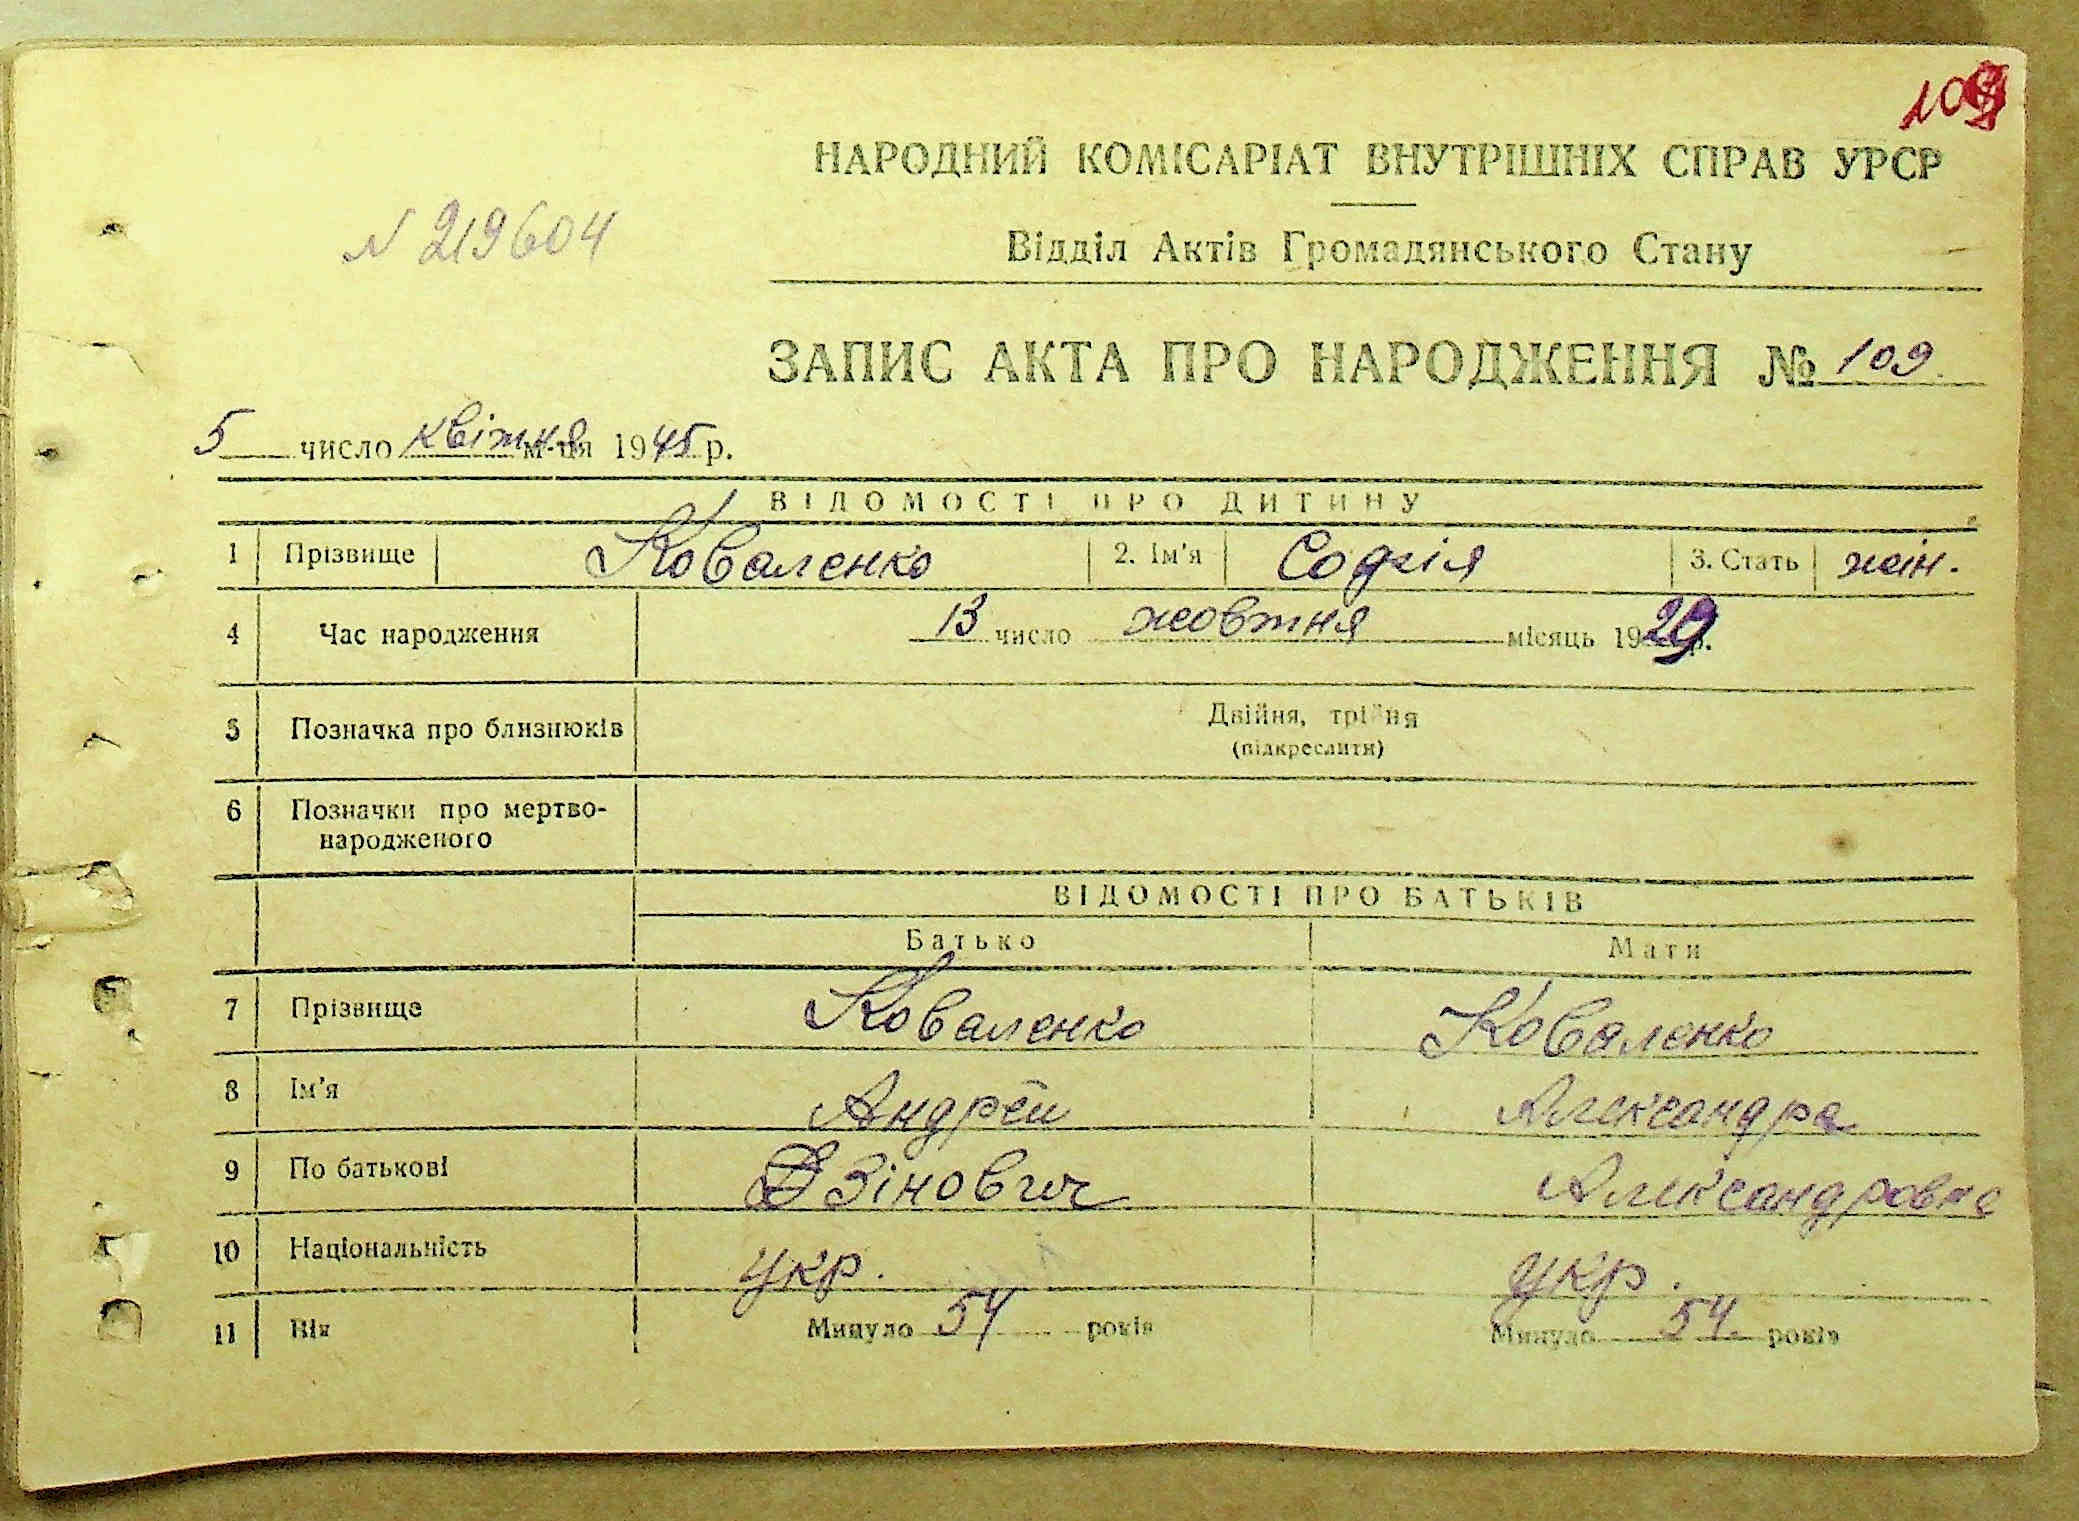 НАРОДНИЙ КОМІСАРІАТ ВНУТРІШНІХ СПРАВ УРСР
N 219604
Відділ Актів Громадянського Стану
ЗАПИС АКТА ПРО НАРОДЖЕННЯ № 109
5 число квітня м-ця 1945 р.
ВІДОМОСТІ ПРО ДИТИНУ
1 Прізвище Коваленко 2. Ім'я Софія 3. Стать жін.
4 Час народження 13 число жовтня місяць 1929 р.
5 Позначка про близнюків Двійня, трійня
(підкреслити)
6 Позначки про мертво-
народженого
ВІДОМОСТІ ПРО БАТЬКІВ
Батько Мати
7 Прізвище Коваленко Коваленко
8 Ім'я Андрей Александра
9 По батькові Зінович Александровна
10 Національність укр. укр.
11 Вік Минуло 54 років Минуло 54 років